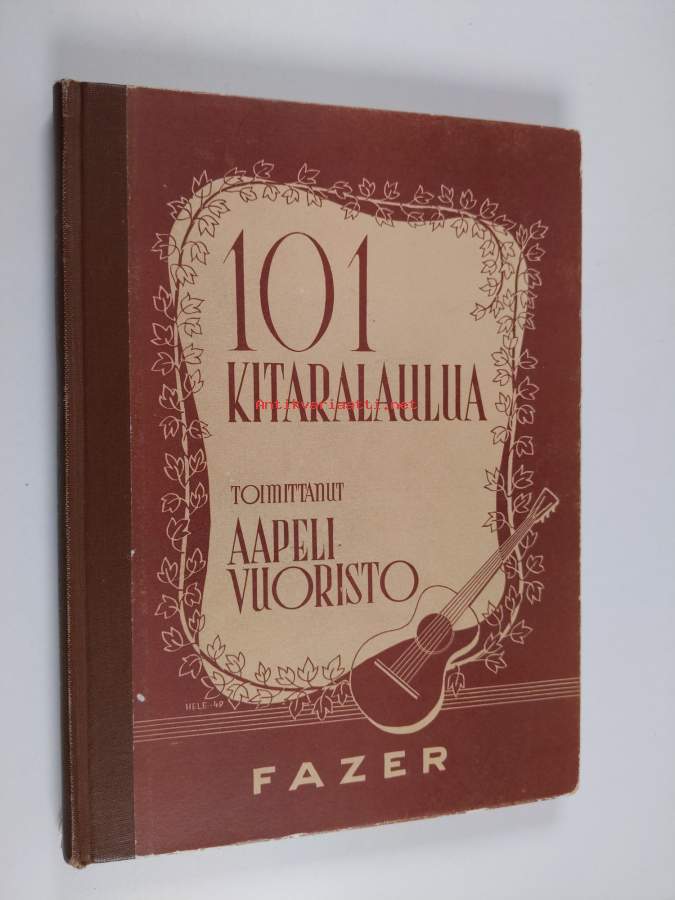 101
KITARALAULUA
Antikvariaatti.net
TOIMITTANUT
AAPELI
VUORISTO
HELE -49
FAZER